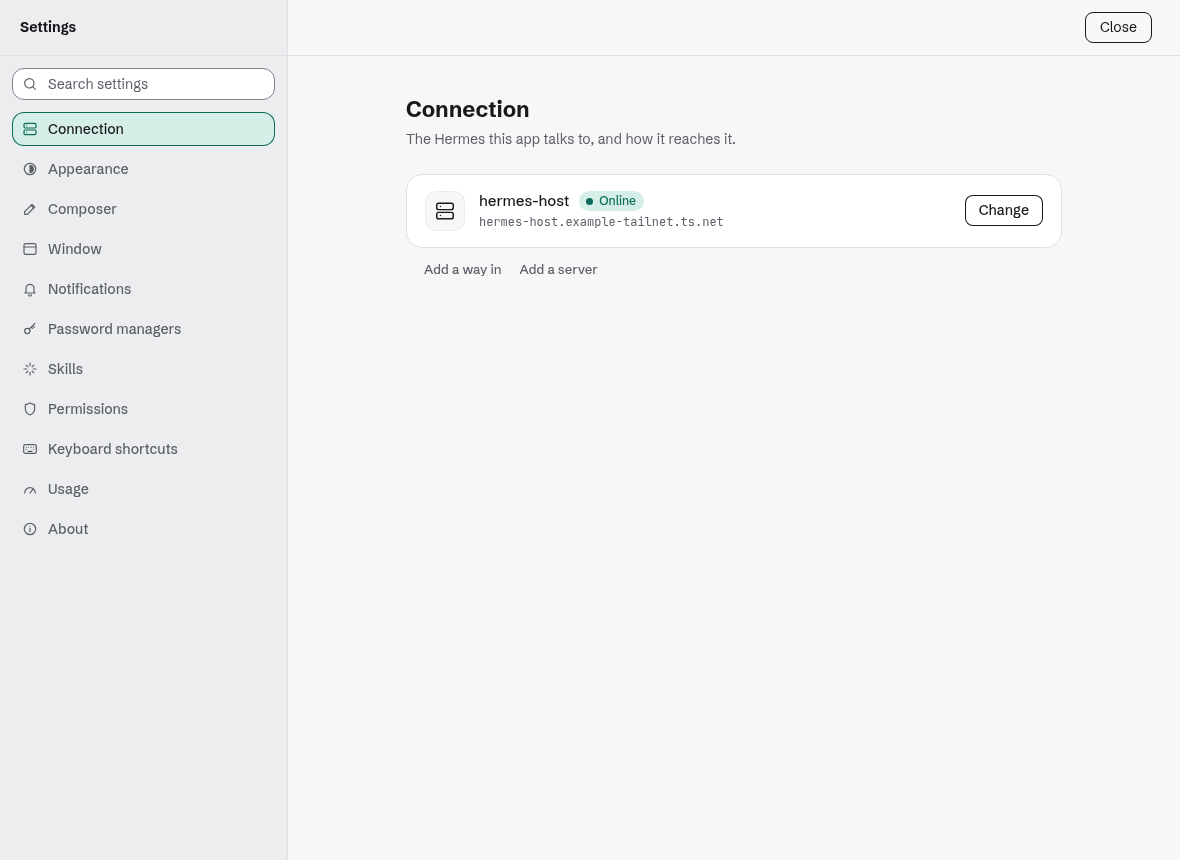 Settings
Close
Search settings
Connection
Appearance
Composer
Window
Notifications
Password managers
Skills
Permissions
Keyboard shortcuts
Usage
About
Connection
The Hermes this app talks to, and how it reaches it.
hermes-host Online
hermes-host.example-tailnet.ts.net
Change
Add a way in Add a server